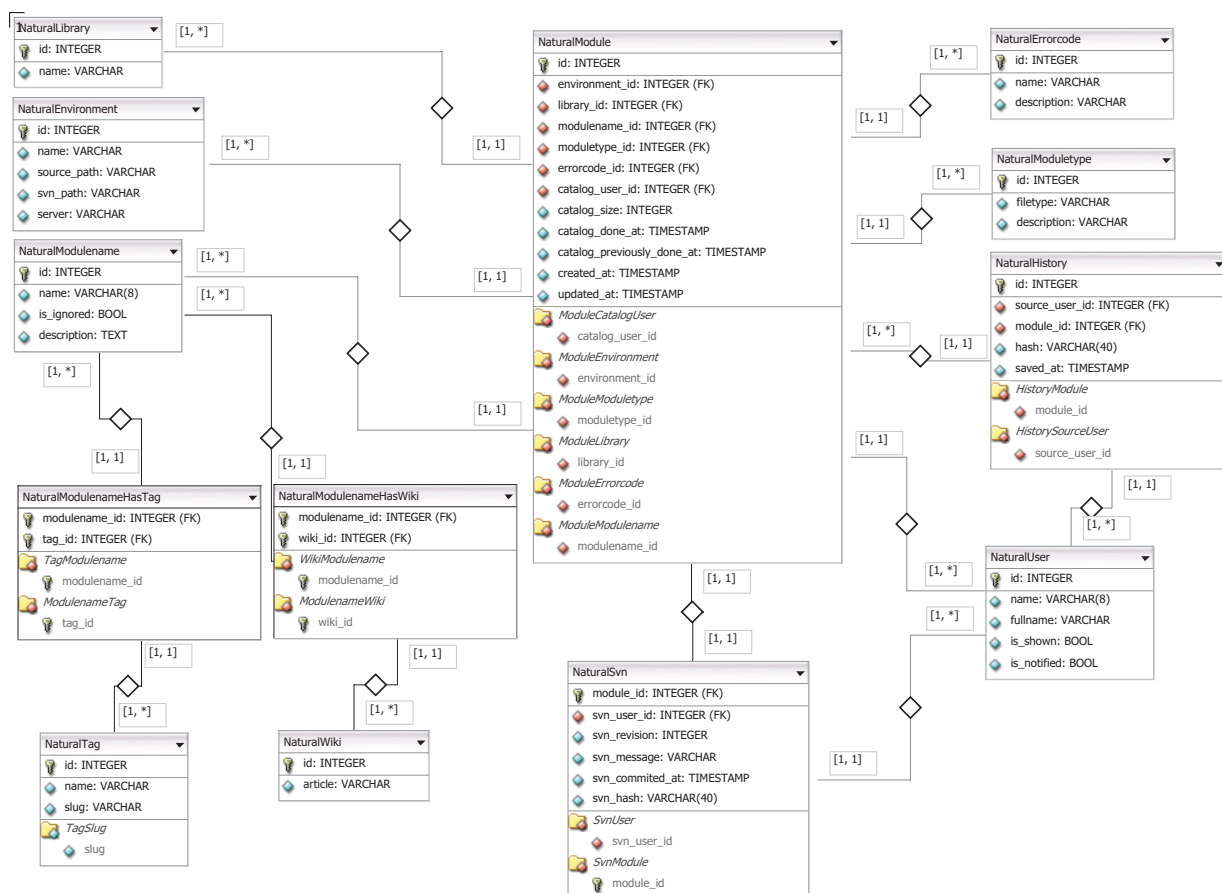 1
NaturalLibrary
id: INTEGER
name: VARCHAR
[1, *]
NaturalEnvironment
id: INTEGER
name: VARCHAR
source_path: VARCHAR
svn_path: VARCHAR
server: VARCHAR
[1, *]
NaturalModulename
id: INTEGER
name: VARCHAR(8)
is_ignored: BOOL
description: TEXT
[1, *]
[1, *]
[1, *]
[1, 1]
[1, 1]
[1, 1]
[1, 1]
[1, 1]
NaturalModule
id: INTEGER
environment_id: INTEGER (FK)
library_id: INTEGER (FK)
modulename_id: INTEGER (FK)
moduletype_id: INTEGER (FK)
errorcode_id: INTEGER (FK)
catalog_user_id: INTEGER (FK)
catalog_size: INTEGER
catalog_done_at: TIMESTAMP
catalog_previously_done_at: TIMESTAMP
created_at: TIMESTAMP
updated_at: TIMESTAMP
ModuleCatalogUser
catalog_user_id
ModuleEnvironment
environment_id
ModuleModuletype
moduletype_id
ModuleLibrary
library_id
ModuleErrorcode
errorcode_id
ModuleModulename
modulename_id
[1, *]
[1, 1]
NaturalErrorcode
id: INTEGER
name: VARCHAR
description: VARCHAR
[1, *]
[1, 1]
NaturalModuletype
id: INTEGER
filetype: VARCHAR
description: VARCHAR
[1, *]
[1, 1]
NaturalHistory
id: INTEGER
source_user_id: INTEGER (FK)
module_id: INTEGER (FK)
hash: VARCHAR(40)
saved_at: TIMESTAMP
HistoryModule
module_id
HistorySourceUser
source_user_id
[1, 1]
[1, 1]
[1, *]
[1, *]
[1, *]
NaturalUser
id: INTEGER
name: VARCHAR(8)
fullname: VARCHAR
is_shown: BOOL
is_notified: BOOL
NaturalModulenameHasTag
modulename_id: INTEGER (FK)
tag_id: INTEGER (FK)
TagModulename
modulename_id
ModulenameTag
tag_id
[1, 1]
[1, *]
NaturalModulenameHasWiki
modulename_id: INTEGER (FK)
wiki_id: INTEGER (FK)
WikiModulename
modulename_id
ModulenameWiki
wiki_id
[1, 1]
[1, *]
NaturalTag
id: INTEGER
name: VARCHAR
slug: VARCHAR
TagSlug
slug
NaturalWiki
id: INTEGER
article: VARCHAR
[1, 1]
[1, 1]
NaturalSvn
module_id: INTEGER (FK)
svn_user_id: INTEGER (FK)
svn_revision: INTEGER
svn_message: VARCHAR
svn_commited_at: TIMESTAMP
svn_hash: VARCHAR(40)
SvnUser
svn_user_id
SvnModule
module_id
[1, 1]